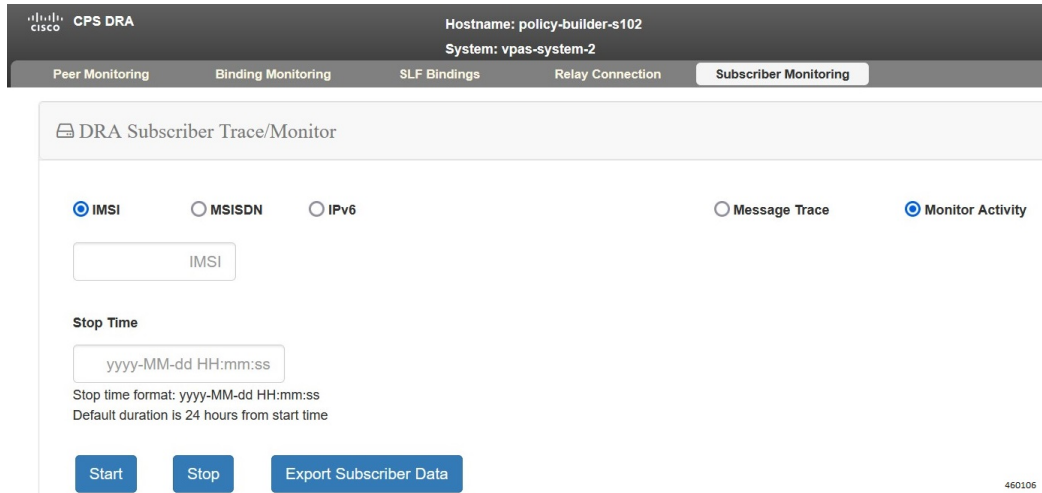 CISCO CPS DRA
Hostname: policy-builder-s102
System: vpas-system-2
Peer Monitoring Binding Monitoring SLF Bindings Relay Connection Subscriber Monitoring
DRA Subscriber Trace/Monitor
IMSI MSISDN IPv6 Message Trace Monitor Activity
IMSI
Stop Time
yyyy-MM-dd HH:mm:ss
Stop time format: yyyy-MM-dd HH:mm:ss
Default duration is 24 hours from start time
Start Stop Export Subscriber Data
460106